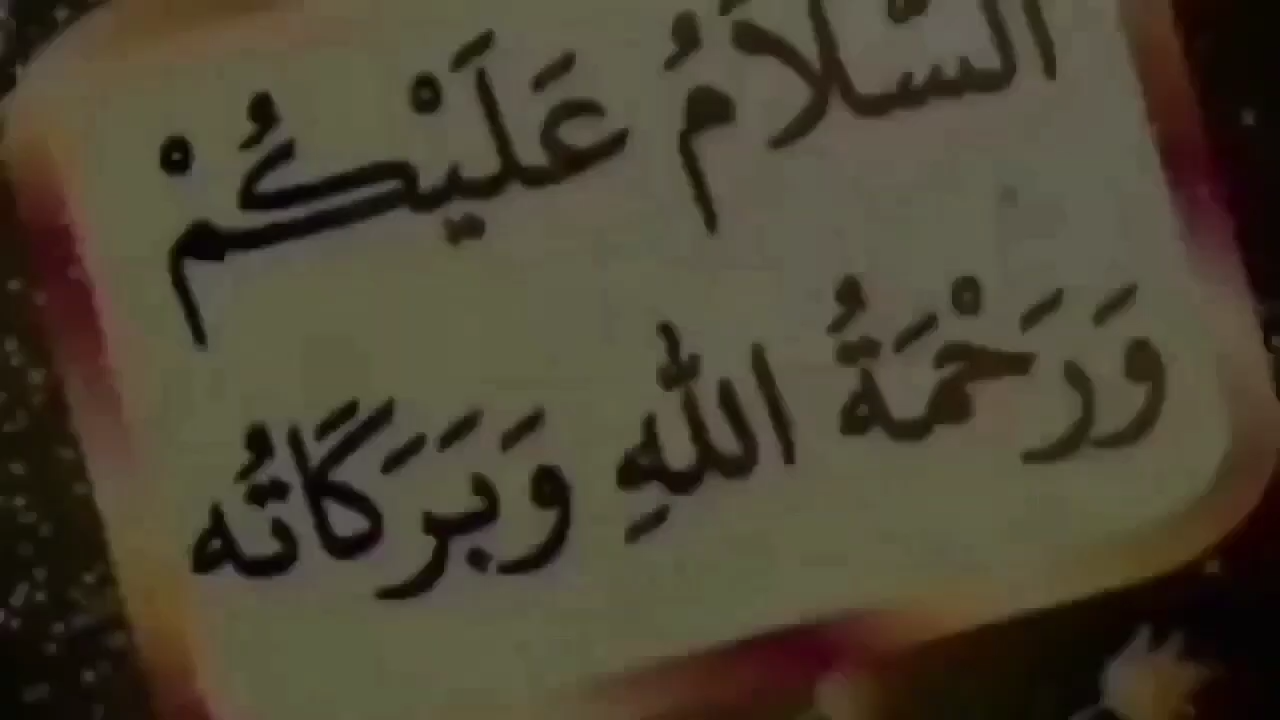 السَّلَامُ عَلَيْكُمْ
وَرَحْمَةُ اللهِ وَبَرَكَاتُه